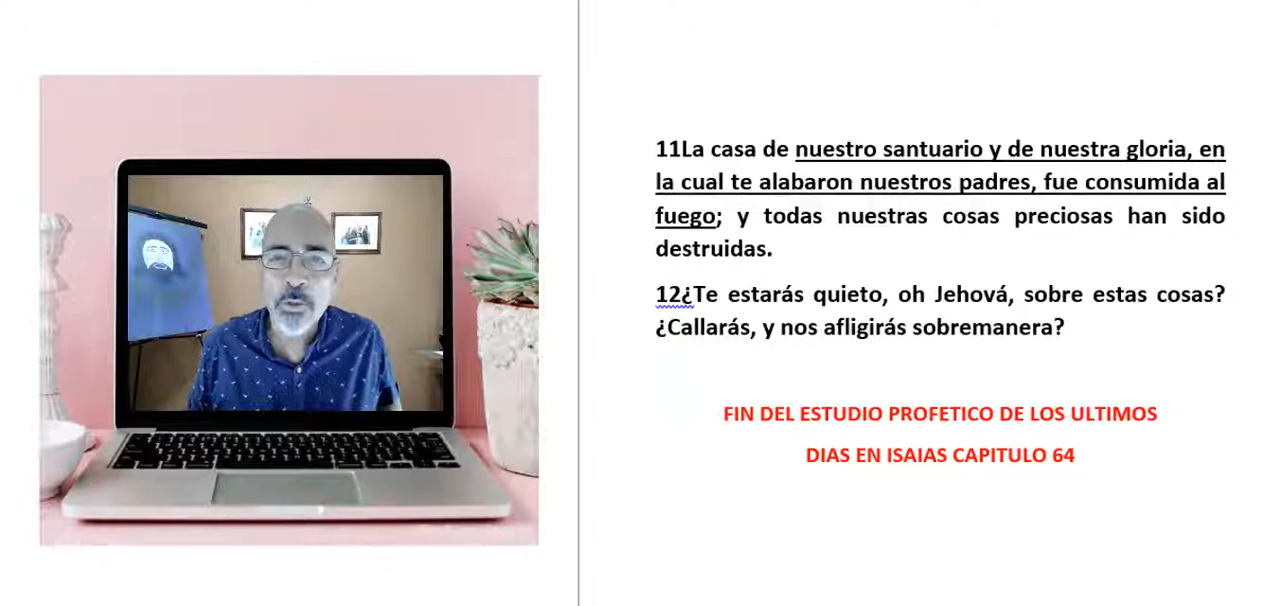 11La casa de nuestro santuario y de nuestra gloria, en
la cual te alabaron nuestros padres, fue consumida al
fuego; y todas nuestras cosas preciosas han sido
destruidas.
12¿Te estarás quieto, oh Jehová, sobre estas cosas?
¿Callarás, y nos afligirás sobremanera?
FIN DEL ESTUDIO PROFETICO DE LOS ULTIMOS
DIAS EN ISAIAS CAPITULO 64